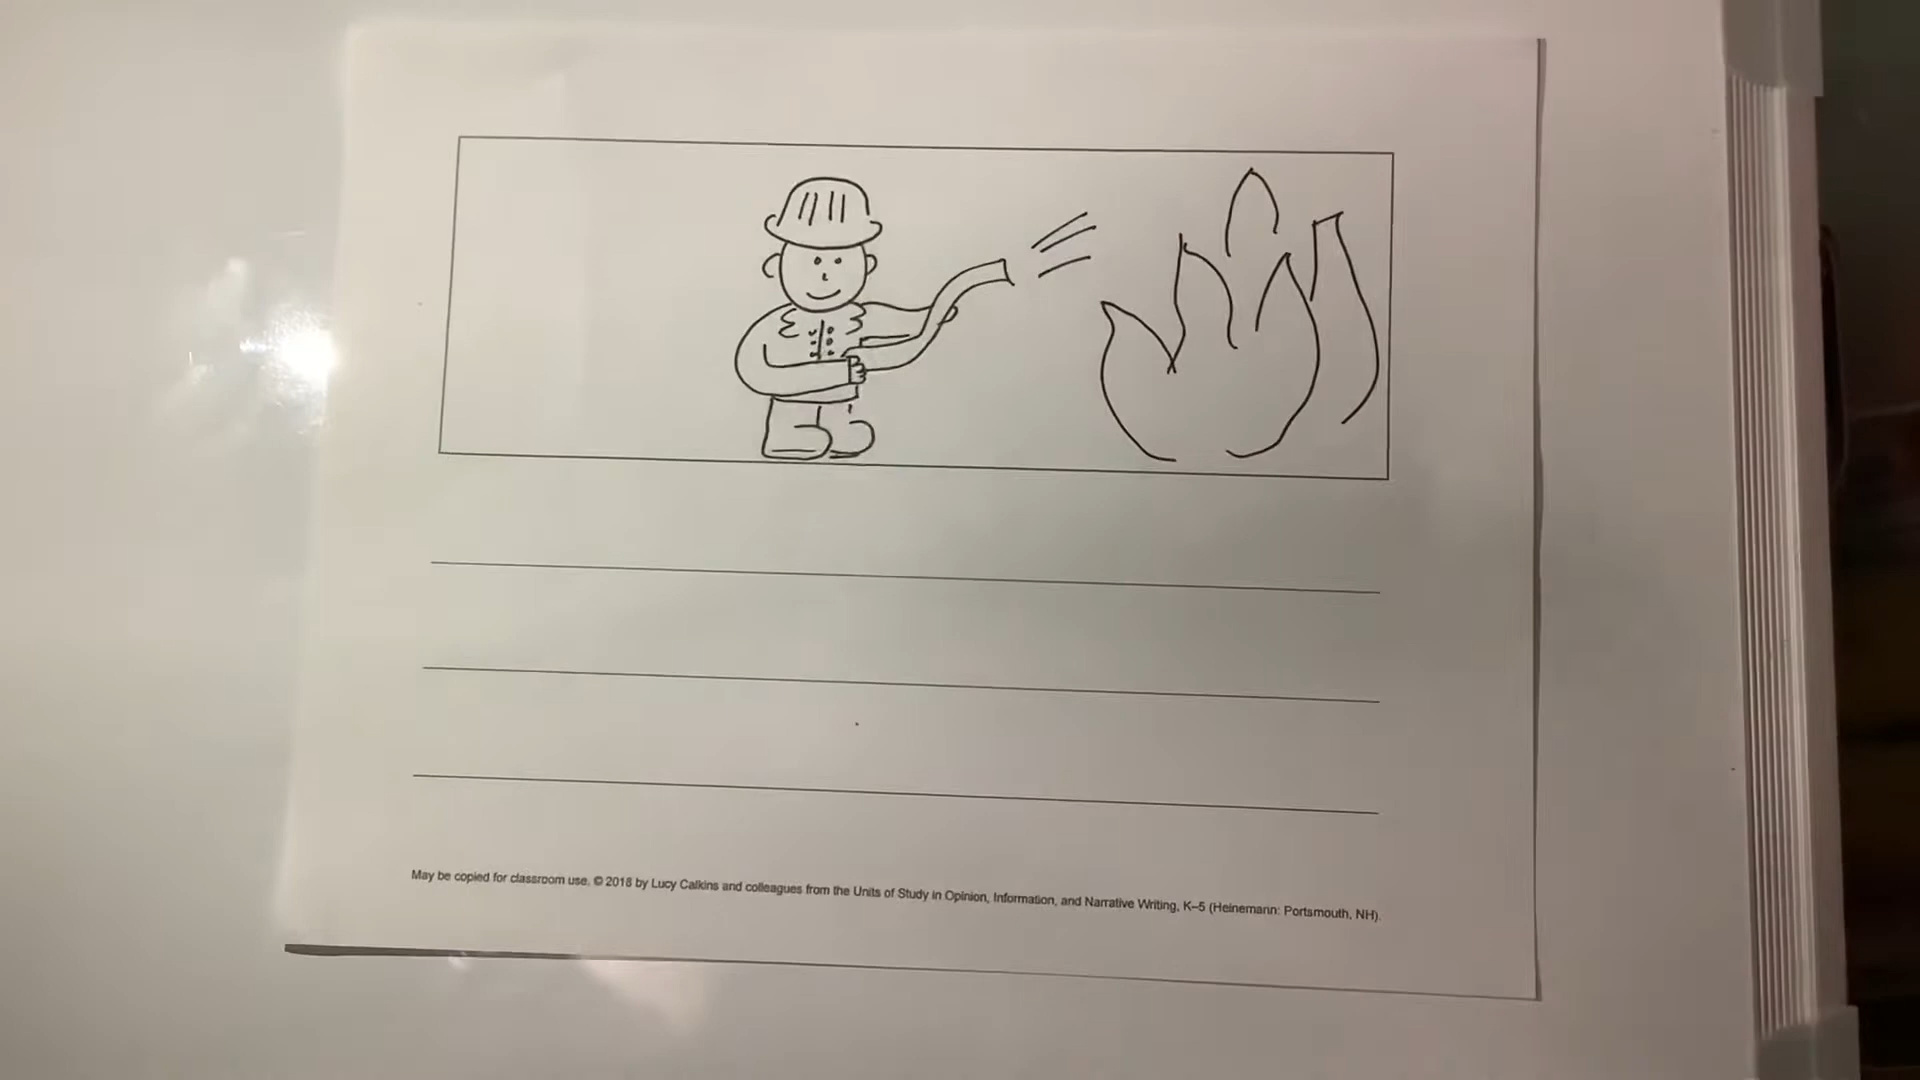 May be copied for classroom use. © 2018 by Lucy Calkins and colleagues from the Units of Study in Opinion, Information, and Narrative Writing, K–5 (Heinemann: Portsmouth, NH).